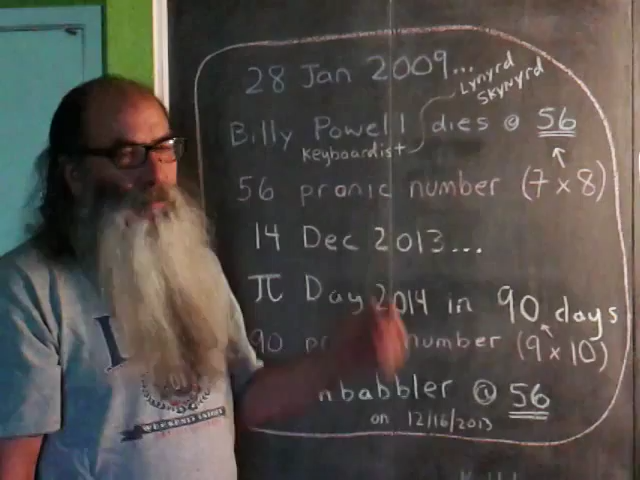 28 Jan 2009...
Lynyrd
Skynyrd
Billy Powell dies @ 56
Keyboardist
56 pronic number (7 x 8)
14 Dec 2013...
π Day 2014 in 90 days
90 number (9 x 10)
nbabbler @ 56
on 12/16/2013